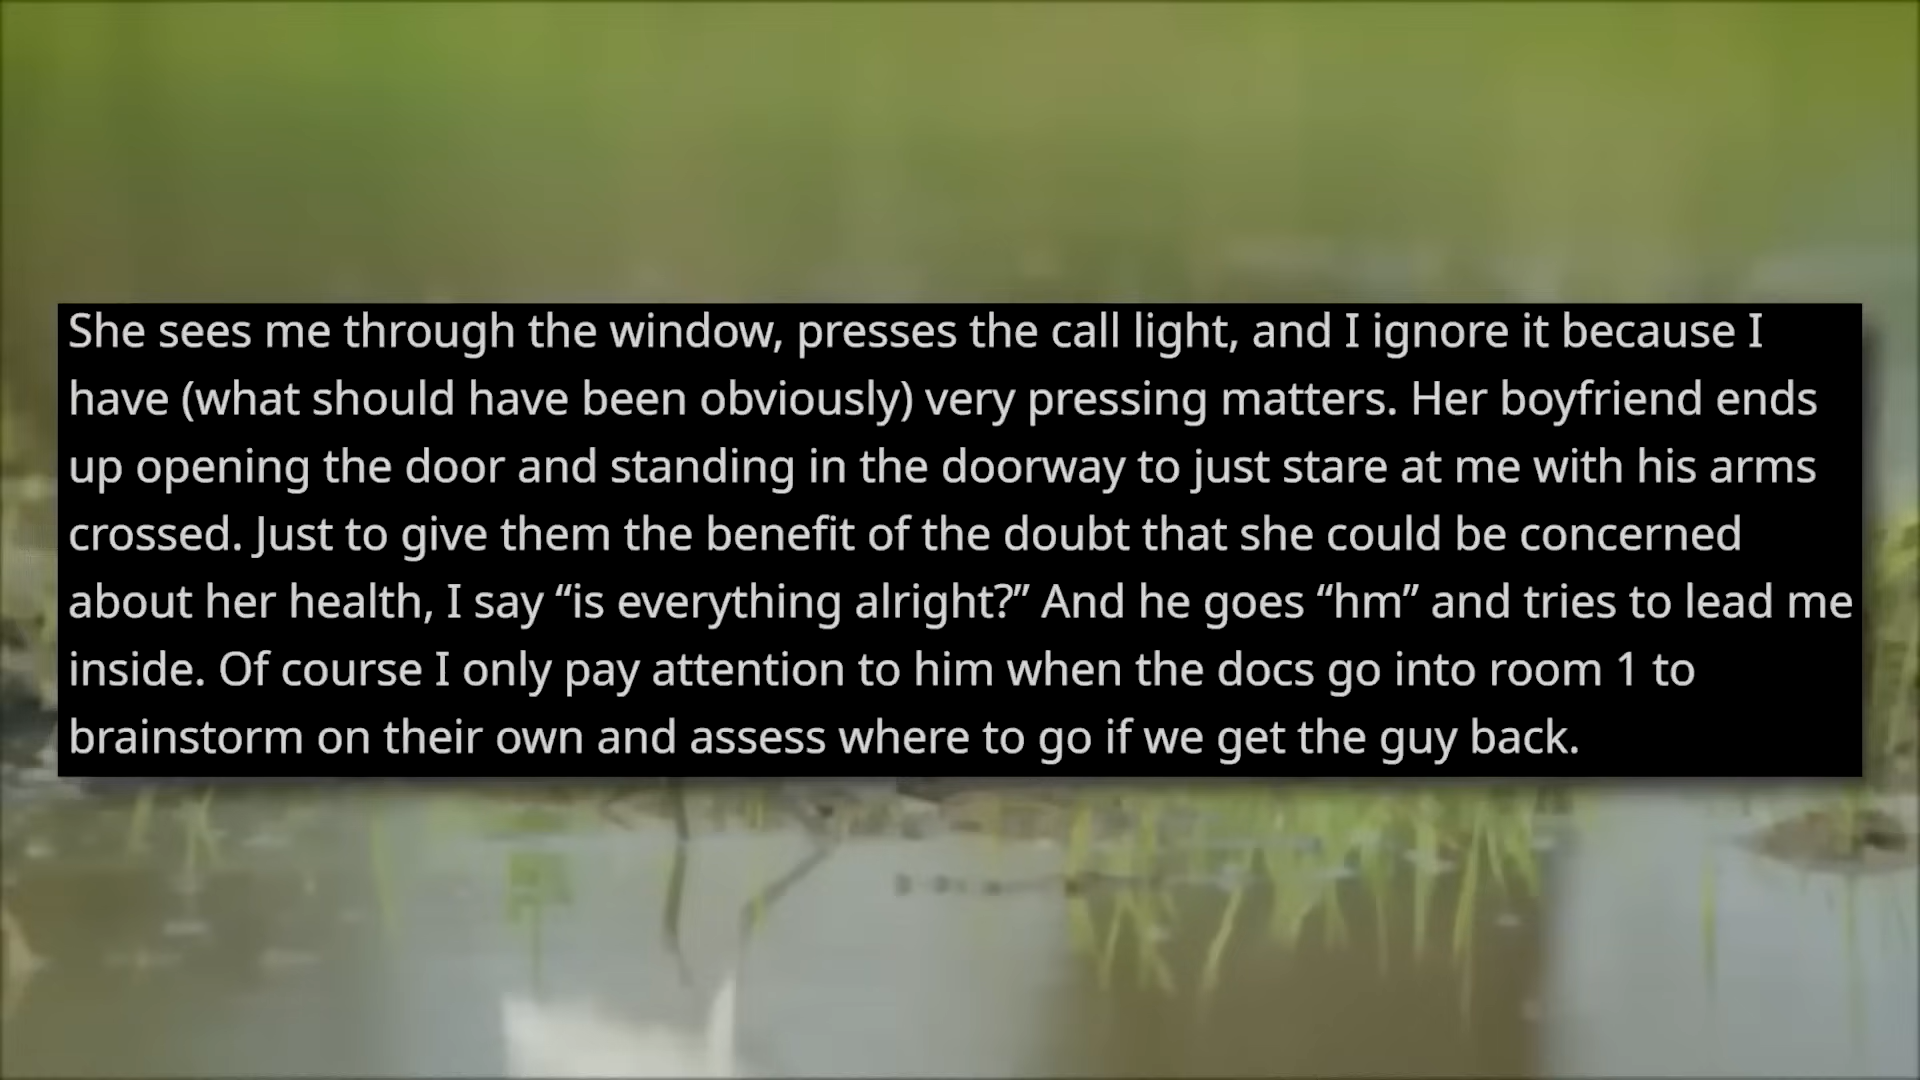 She sees me through the window, presses the call light, and I ignore it because I
have (what should have been obviously) very pressing matters. Her boyfriend ends
up opening the door and standing in the doorway to just stare at me with his arms
crossed. Just to give them the benefit of the doubt that she could be concerned
about her health, I say “is everything alright?” And he goes “hm” and tries to lead me
inside. Of course I only pay attention to him when the docs go into room 1 to
brainstorm on their own and assess where to go if we get the guy back.